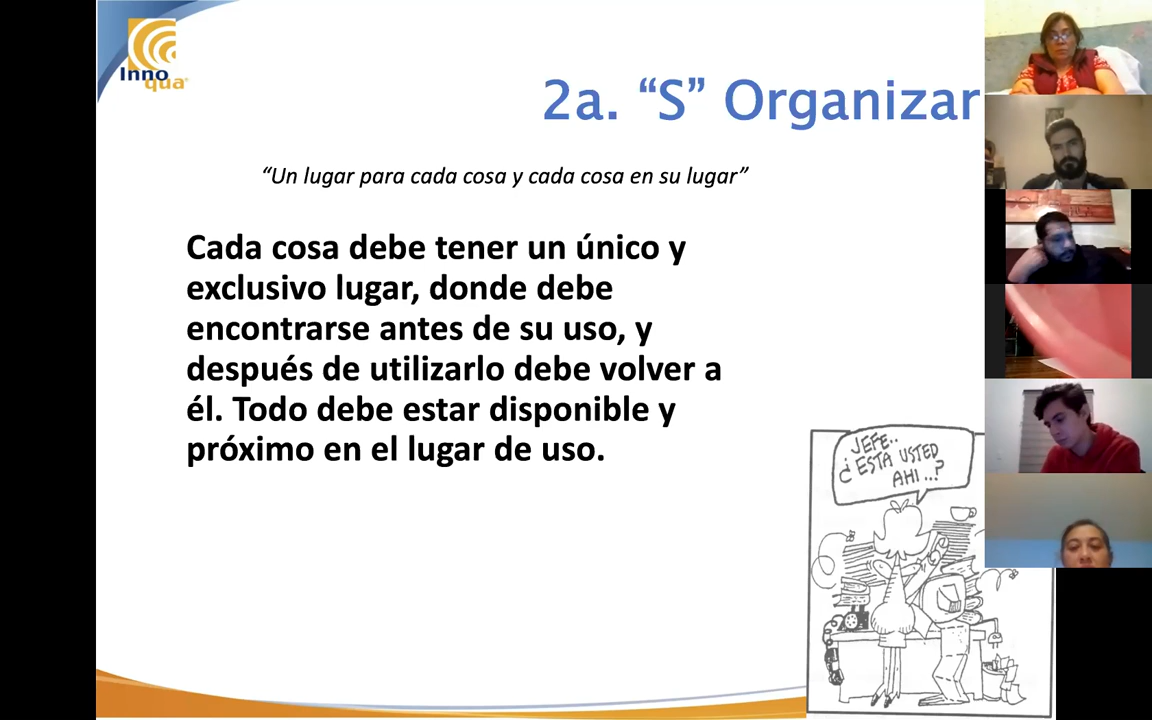 Inno
qua
2a. “S” Organizar
“Un lugar para cada cosa y cada cosa en su lugar”
Cada cosa debe tener un único y
exclusivo lugar, donde debe
encontrarse antes de su uso, y
después de utilizarlo debe volver a
él. Todo debe estar disponible y
próximo en el lugar de uso.
JEFE..
¿ESTA USTED
AHI...?